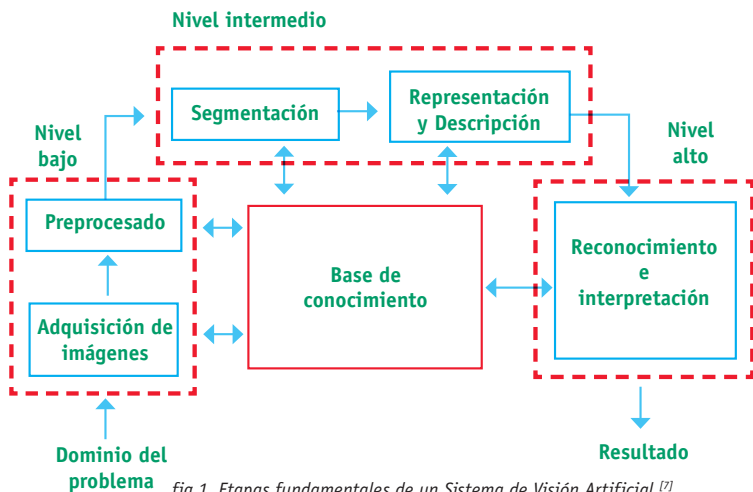 Nivel intermedio
Segmentación
Representación
y Descripción
Nivel
bajo
Nivel
alto
Preprocesado
Adquisición de
imágenes
Base de
conocimiento
Reconocimiento
e
interpretación
Dominio del
problema
Resultado
fig 1. Etapas fundamentales de un Sistema de Visión Artificial [7]